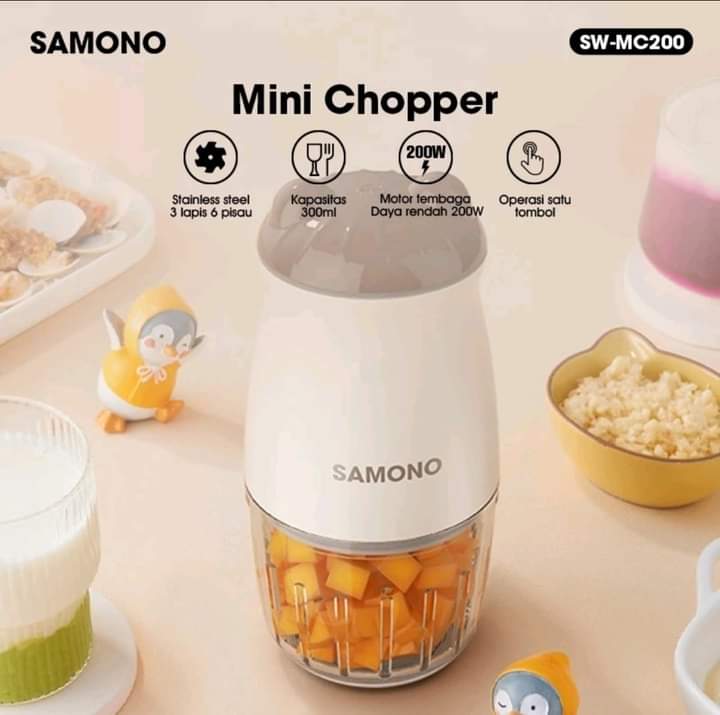 SAMONO
SW-MC200
Mini Chopper
200W
Stainless steel
3 lapis 6 pisau
Kapasitas
300ml
Motor tembaga
Daya rendah 200W
Operasi satu
tombol
SAMONO